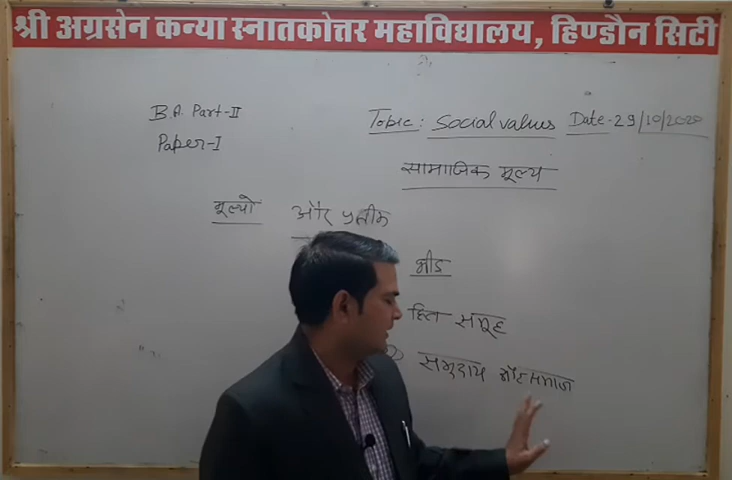 श्री अग्रसेन कन्या स्नातकोत्तर महाविद्यालय, हिण्डौन सिटी
B.A. Part-II
Topic: Social values Date-29/10/2020
Paper-I
सामाजिक मूल्य
मूल्यो और प्रतीक
भीड
हित समूह
समुदाय और समाज